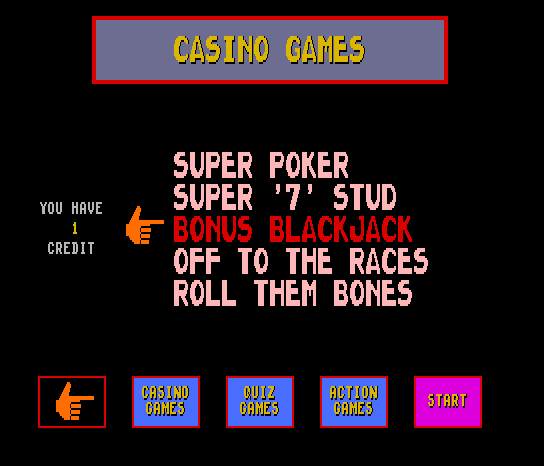 CASINO GAMES
SUPER POKER
SUPER '7' STUD
BONUS BLACKJACK
OFF TO THE RACES
ROLL THEM BONES
YOU HAVE
1
CREDIT
CASINO
GAMES
QUIZ
GAMES
ACTION
GAMES
START